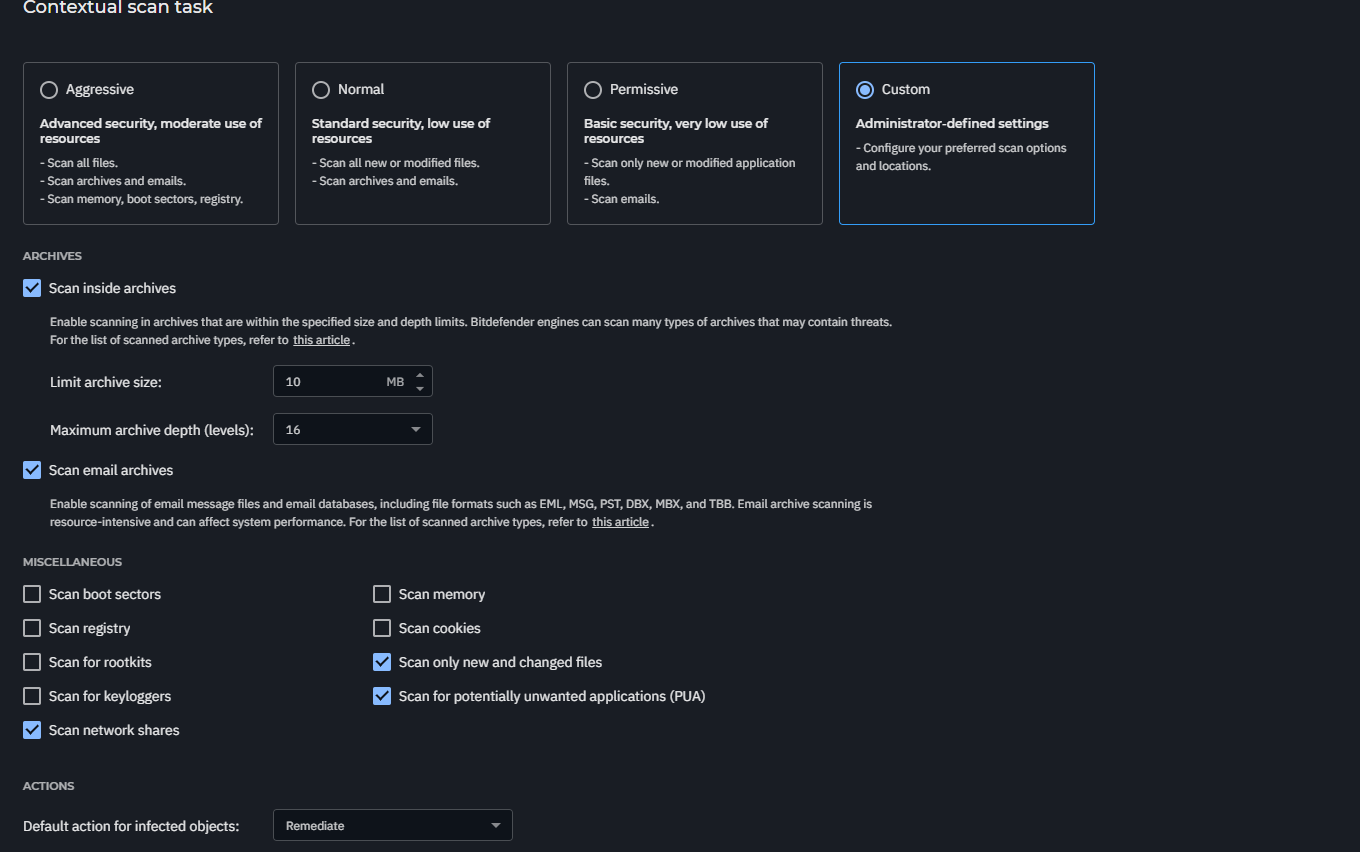 Contextual scan task
Aggressive
Advanced security, moderate use of
resources
- Scan all files.
- Scan archives and emails.
- Scan memory, boot sectors, registry.
Normal
Standard security, low use of
resources
- Scan all new or modified files.
- Scan archives and emails.
Permissive
Basic security, very low use of
resources
- Scan only new or modified application
files.
- Scan emails.
Custom
Administrator-defined settings
- Configure your preferred scan options
and locations.
ARCHIVES
Scan inside archives
Enable scanning in archives that are within the specified size and depth limits. Bitdefender engines can scan many types of archives that may contain threats.
For the list of scanned archive types, refer to this article.
Limit archive size: 10 MB
Maximum archive depth (levels): 16
Scan email archives
Enable scanning of email message files and email databases, including file formats such as EML, MSG, PST, DBX, MBX, and TBB. Email archive scanning is
resource-intensive and can affect system performance. For the list of scanned archive types, refer to this article.
MISCELLANEOUS
Scan boot sectors
Scan memory
Scan registry
Scan cookies
Scan for rootkits
Scan only new and changed files
Scan for keyloggers
Scan for potentially unwanted applications (PUA)
Scan network shares
ACTIONS
Default action for infected objects: Remediate